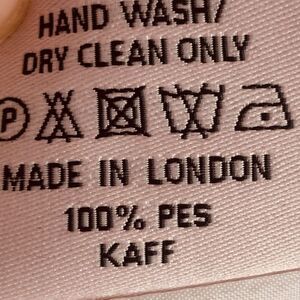 HAND WASH/
DRY CLEAN ONLY
P
MADE IN LONDON
100% PES
KAFF